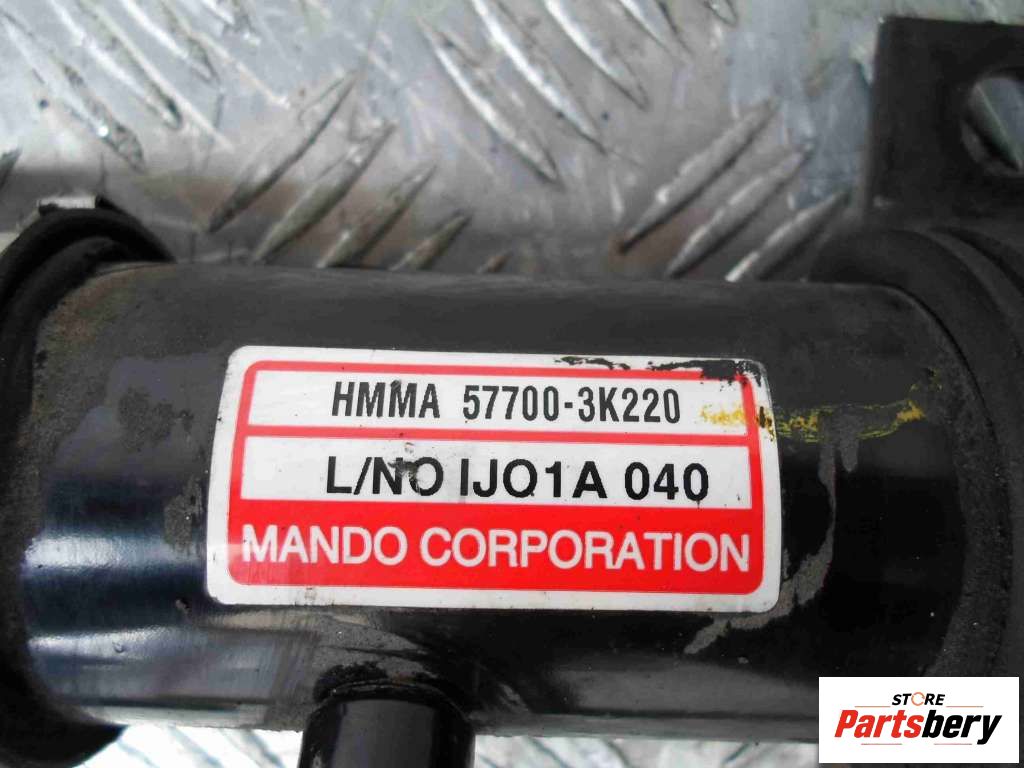 HMMA 57700-3K220
L/NO IJQ1A 040
MANDO CORPORATION
STORE
Partsbery